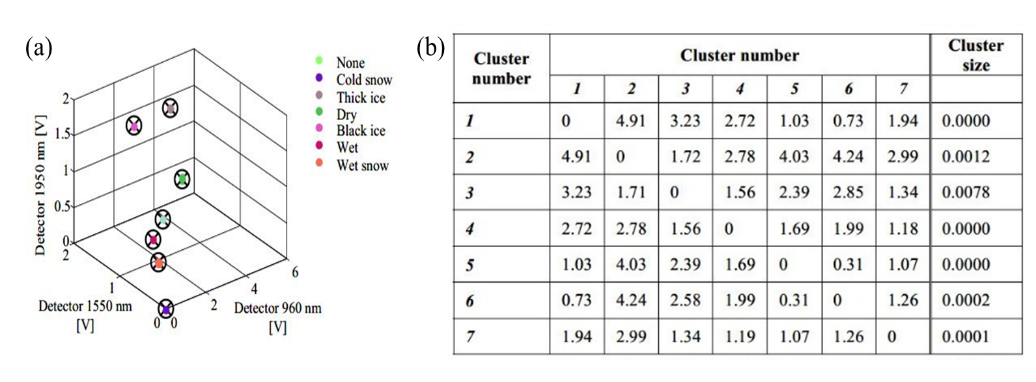 (a)
2
1.5
1
0.5
0
2
1
0 0
2
4
6
Detector 1950 nm [V]
Detector 1550 nm
[V]
Detector 960 nm
[V]
None
Cold snow
Thick ice
Dry
Black ice
Wet
Wet snow
(b)
Cluster number Cluster number Cluster size
1 2 3 4 5 6 7
1 0 4.91 3.23 2.72 1.03 0.73 1.94 0.0000
2 4.91 0 1.72 2.78 4.03 4.24 2.99 0.0012
3 3.23 1.71 0 1.56 2.39 2.85 1.34 0.0078
4 2.72 2.78 1.56 0 1.69 1.99 1.18 0.0000
5 1.03 4.03 2.39 1.69 0 0.31 1.07 0.0000
6 0.73 4.24 2.58 1.99 0.31 0 1.26 0.0002
7 1.94 2.99 1.34 1.19 1.07 1.26 0 0.0001